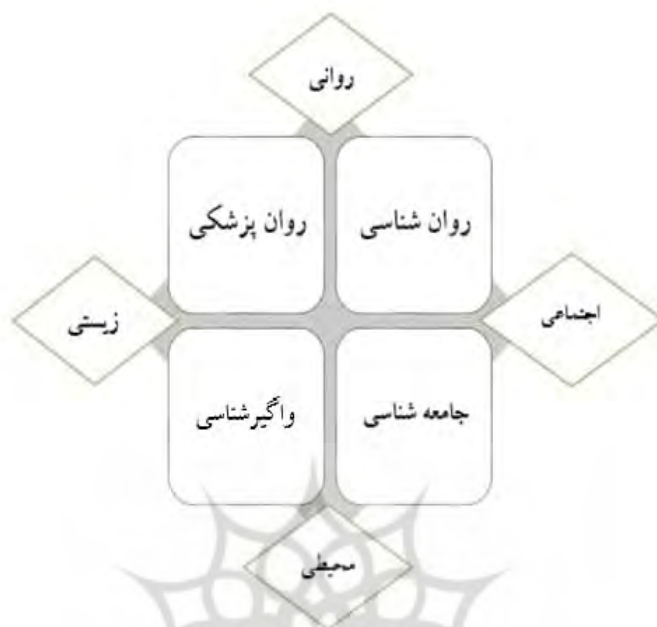 روانی
روان شناسی
روان پزشکی
اجتماعی
زیستی
جامعه شناسی
واگیرشناسی
محیطی